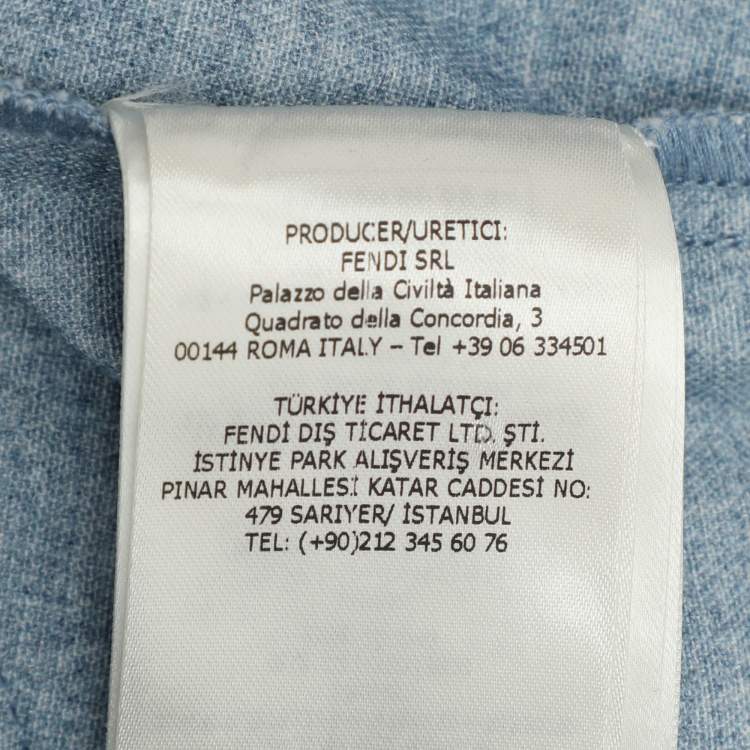 PRODUCER/URETICI:
FENDI SRL
Palazzo della Civiltà Italiana
Quadrato della Concordia, 3
00144 ROMA ITALY – Tel +39 06 334501
TÜRKİYE İTHALATÇI:
FENDİ DIŞ TİCARET LTD. ŞTİ.
İSTİNYE PARK ALIŞVERİŞ MERKEZİ
PINAR MAHALLESİ KATAR CADDESİ NO:
479 SARIYER/ İSTANBUL
TEL: (+90)212 345 60 76